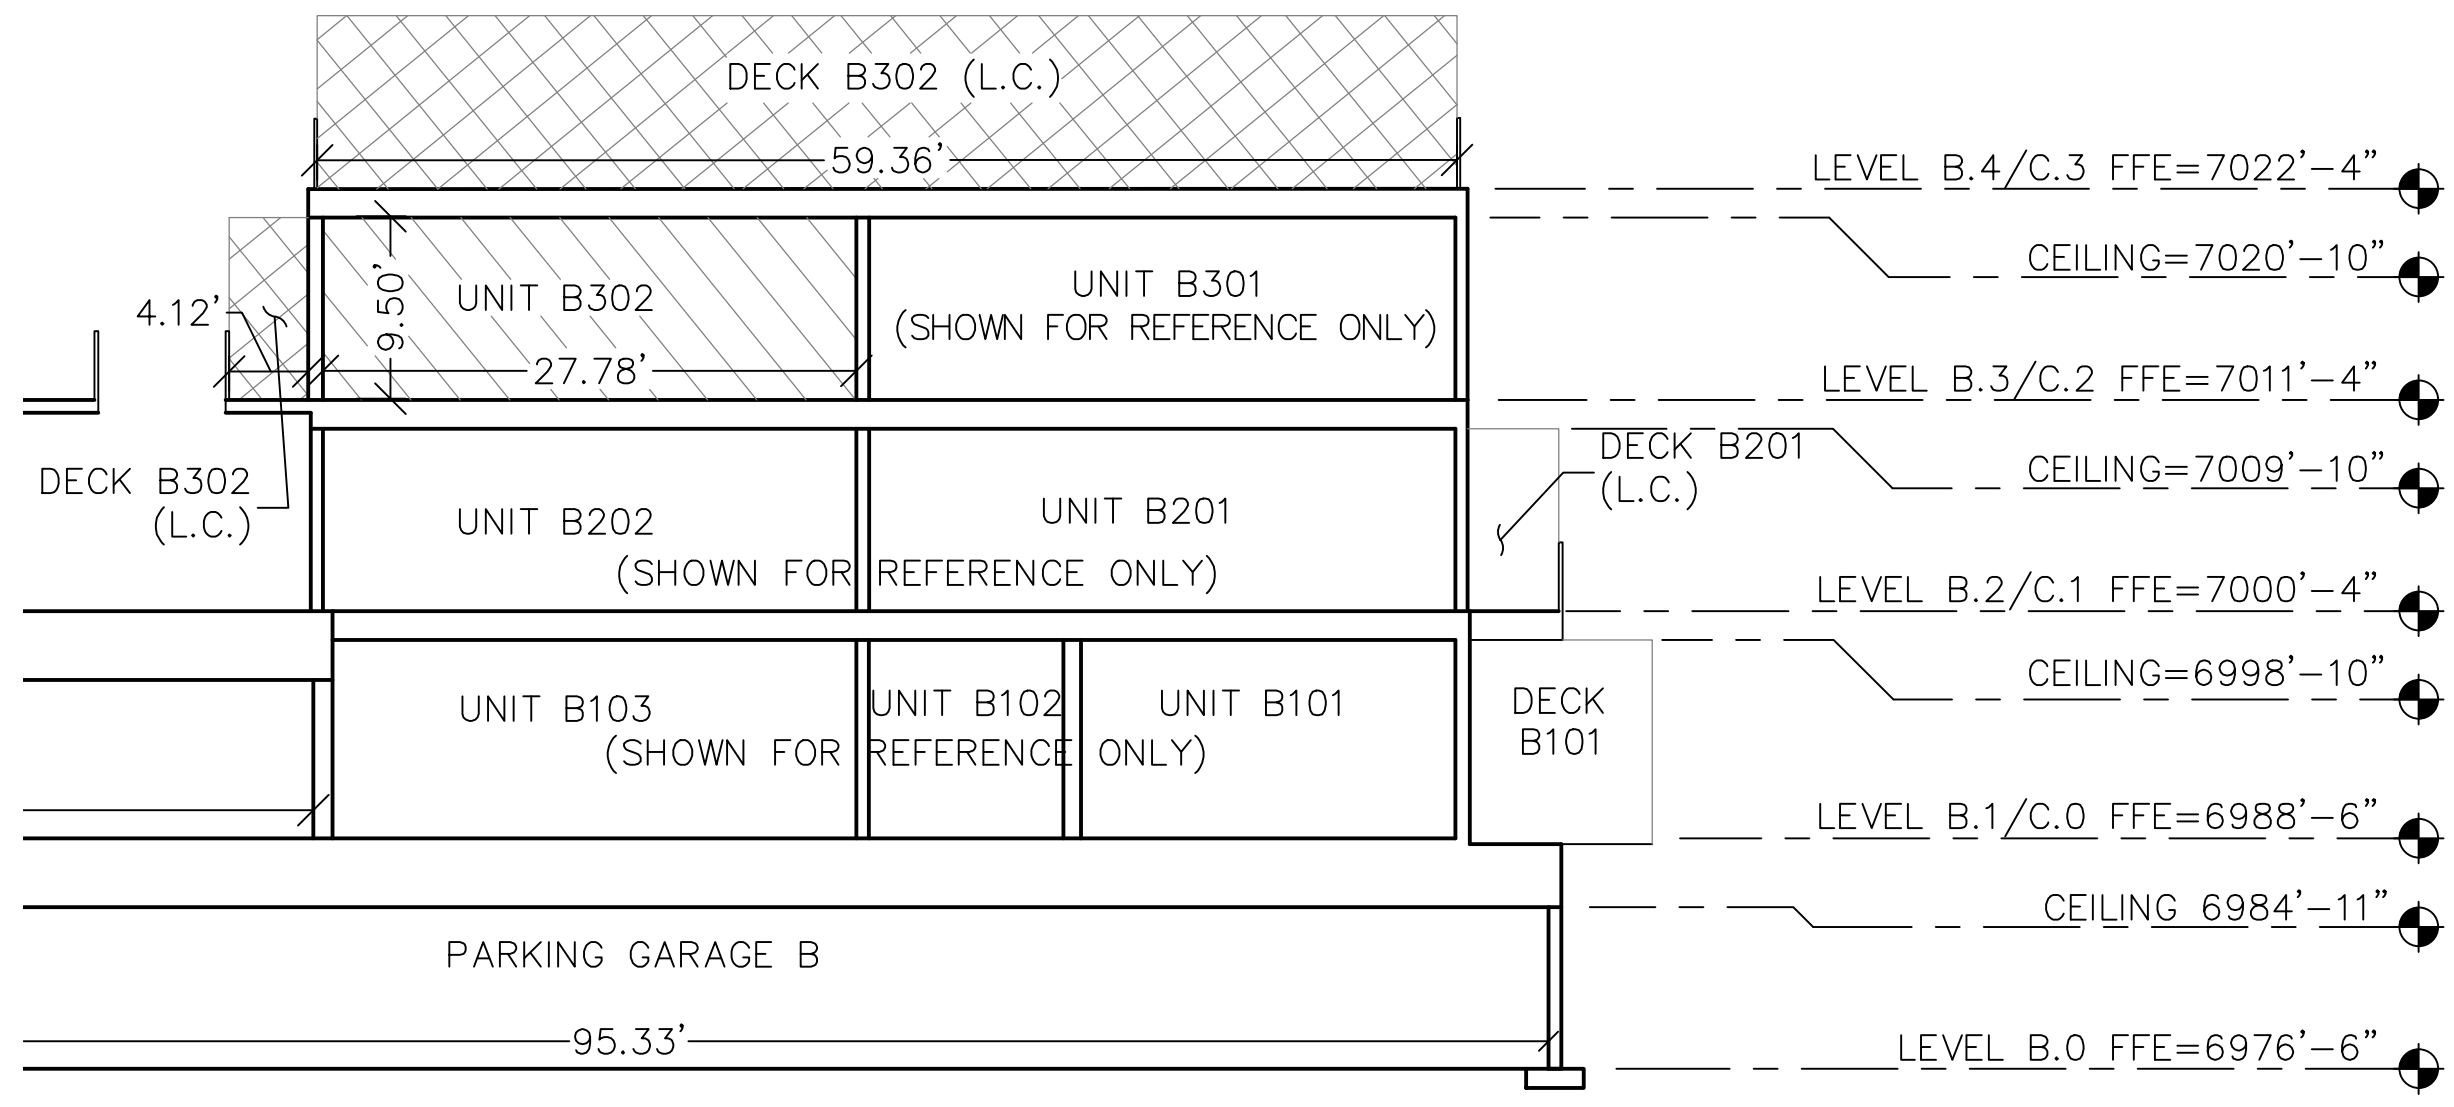 DECK B302 (L.C.)
59.36'
LEVEL B.4/C.3 FFE=7022'-4"
CEILING=7020'-10"
UNIT B302
9.50'
27.78'
4.12'
UNIT B301
(SHOWN FOR REFERENCE ONLY)
LEVEL B.3/C.2 FFE=7011'-4"
DECK B302
(L.C.)
DECK B201
(L.C.)
CEILING=7009'-10"
UNIT B202
UNIT B201
(SHOWN FOR REFERENCE ONLY)
LEVEL B.2/C.1 FFE=7000'-4"
CEILING=6998'-10"
UNIT B103
UNIT B102
UNIT B101
(SHOWN FOR REFERENCE ONLY)
DECK
B101
LEVEL B.1/C.0 FFE=6988'-6"
CEILING 6984'-11"
PARKING GARAGE B
95.33'
LEVEL B.0 FFE=6976'-6"